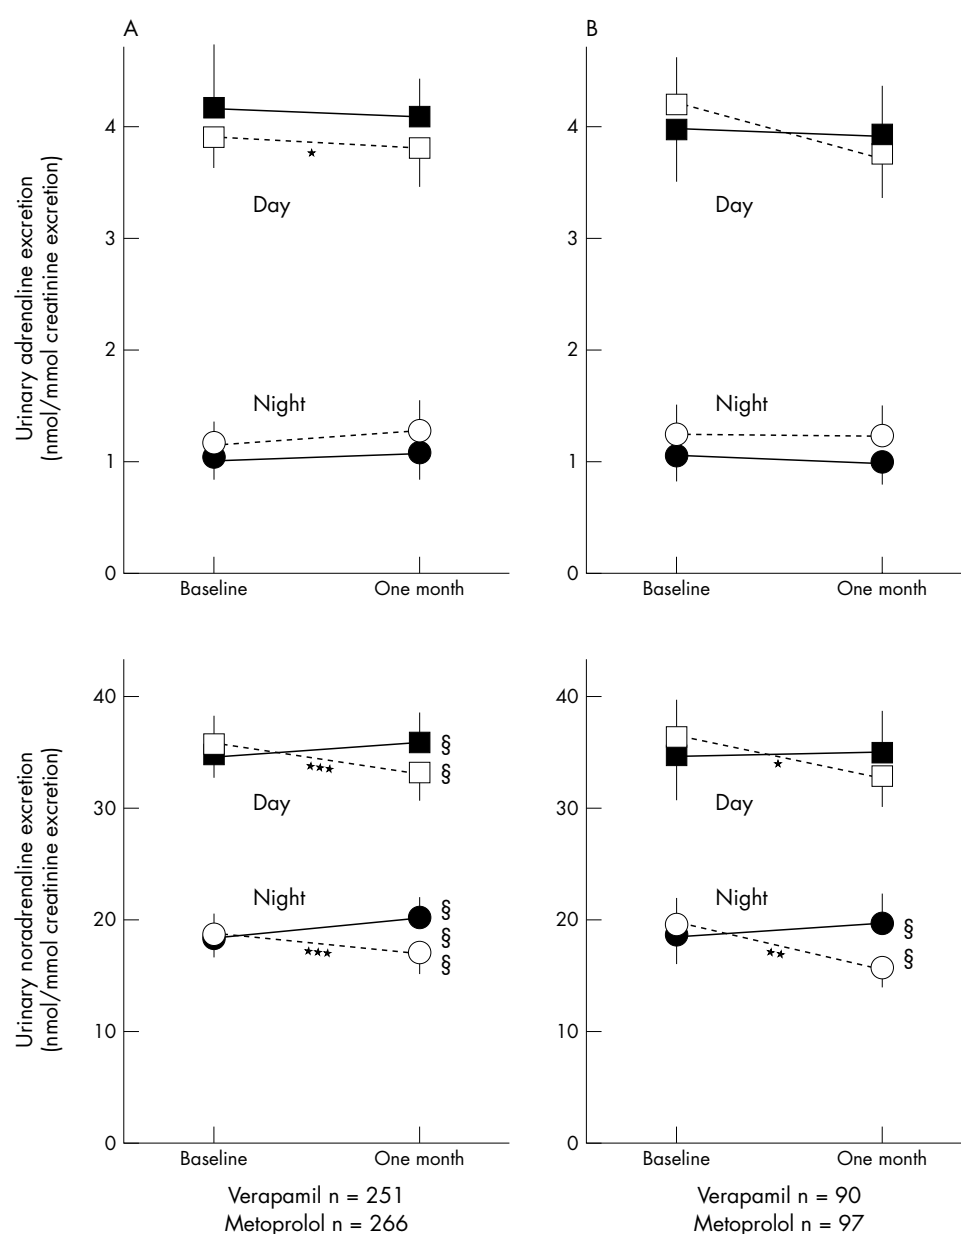 A
B
Urinary adrenaline excretion
(nmol/mmol creatinine excretion)
4
3
2
1
0
★
Day
Night
Baseline
One month
4
3
2
1
0
Day
Night
Baseline
One month
Urinary noradrenaline excretion
(nmol/mmol creatinine excretion)
40
30
20
10
0
§
§
★★★
Day
Night
§
§
§
★★★
Baseline
One month
Verapamil n = 251
Metoprolol n = 266
40
30
20
10
0
★
Day
Night
§
§
★★
Baseline
One month
Verapamil n = 90
Metoprolol n = 97